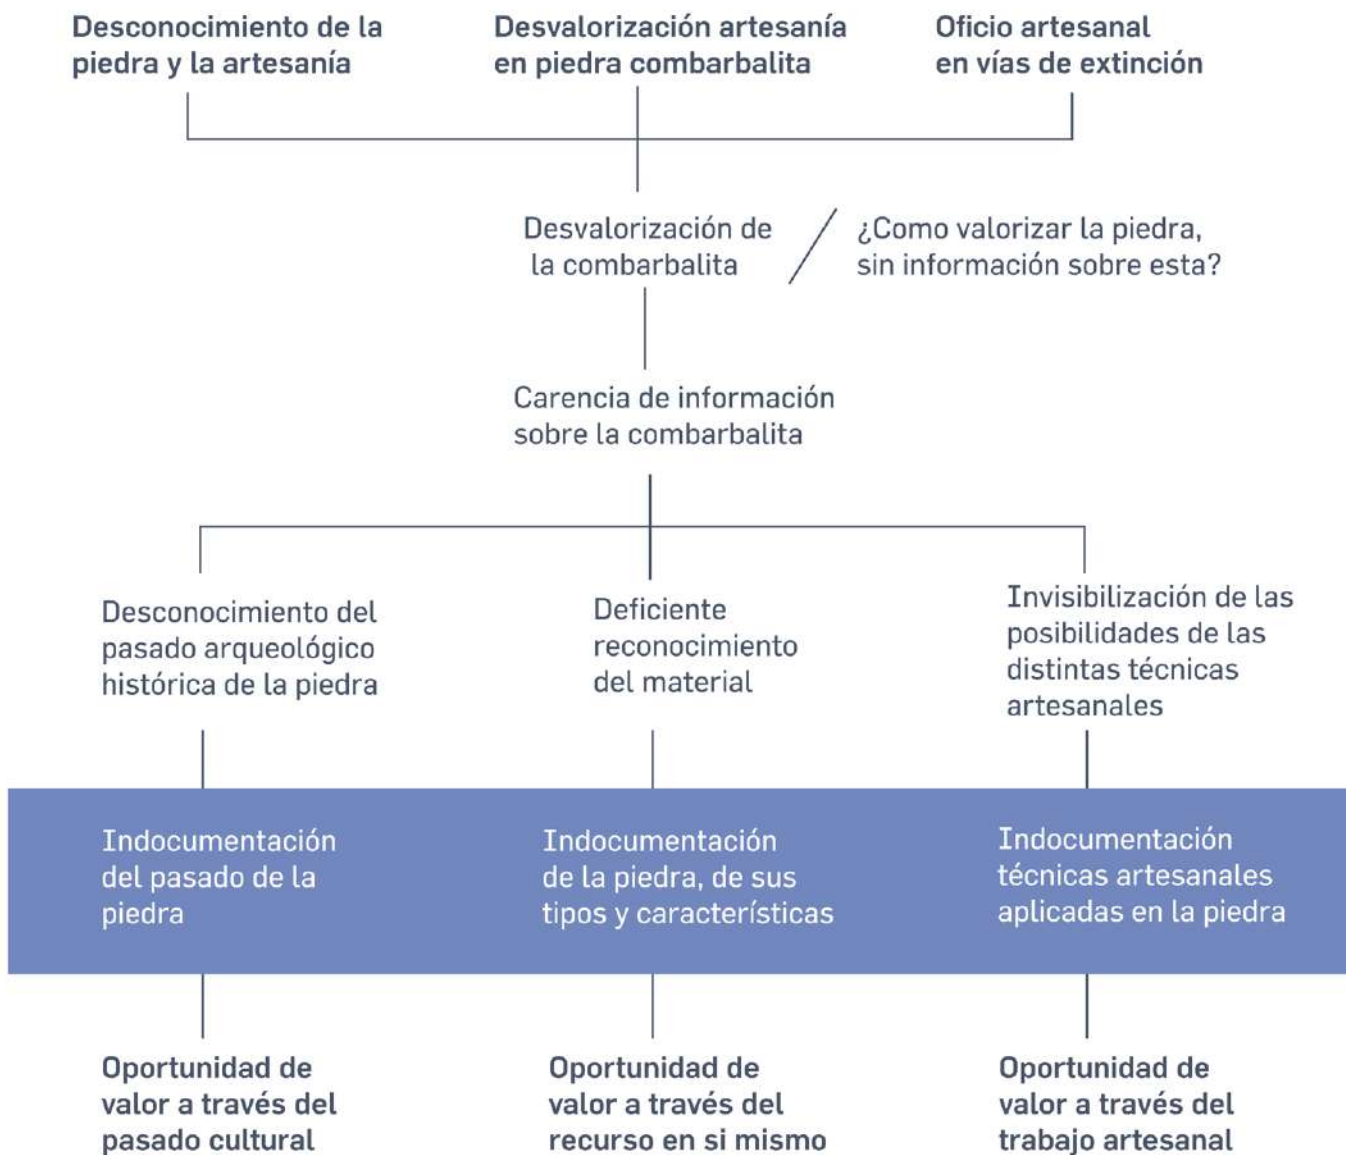 Desconocimiento de la
piedra y la artesanía
Desvalorización artesanía
en piedra combarbalita
Oficio artesanal
en vías de extinción
Desvalorización de
la combarbalita
¿Como valorizar la piedra,
sin información sobre esta?
Carencia de información
sobre la combarbalita
Desconocimiento del
pasado arqueológico
histórica de la piedra
Deficiente
reconocimiento
del material
Invisibilización de las
posibilidades de las
distintas técnicas
artesanales
Indocumentación
del pasado de la
piedra
Indocumentación
de la piedra, de sus
tipos y características
Indocumentación
técnicas artesanales
aplicadas en la piedra
Oportunidad de
valor a través del
pasado cultural
Oportunidad de
valor a través del
recurso en si mismo
Oportunidad de
valor a través del
trabajo artesanal